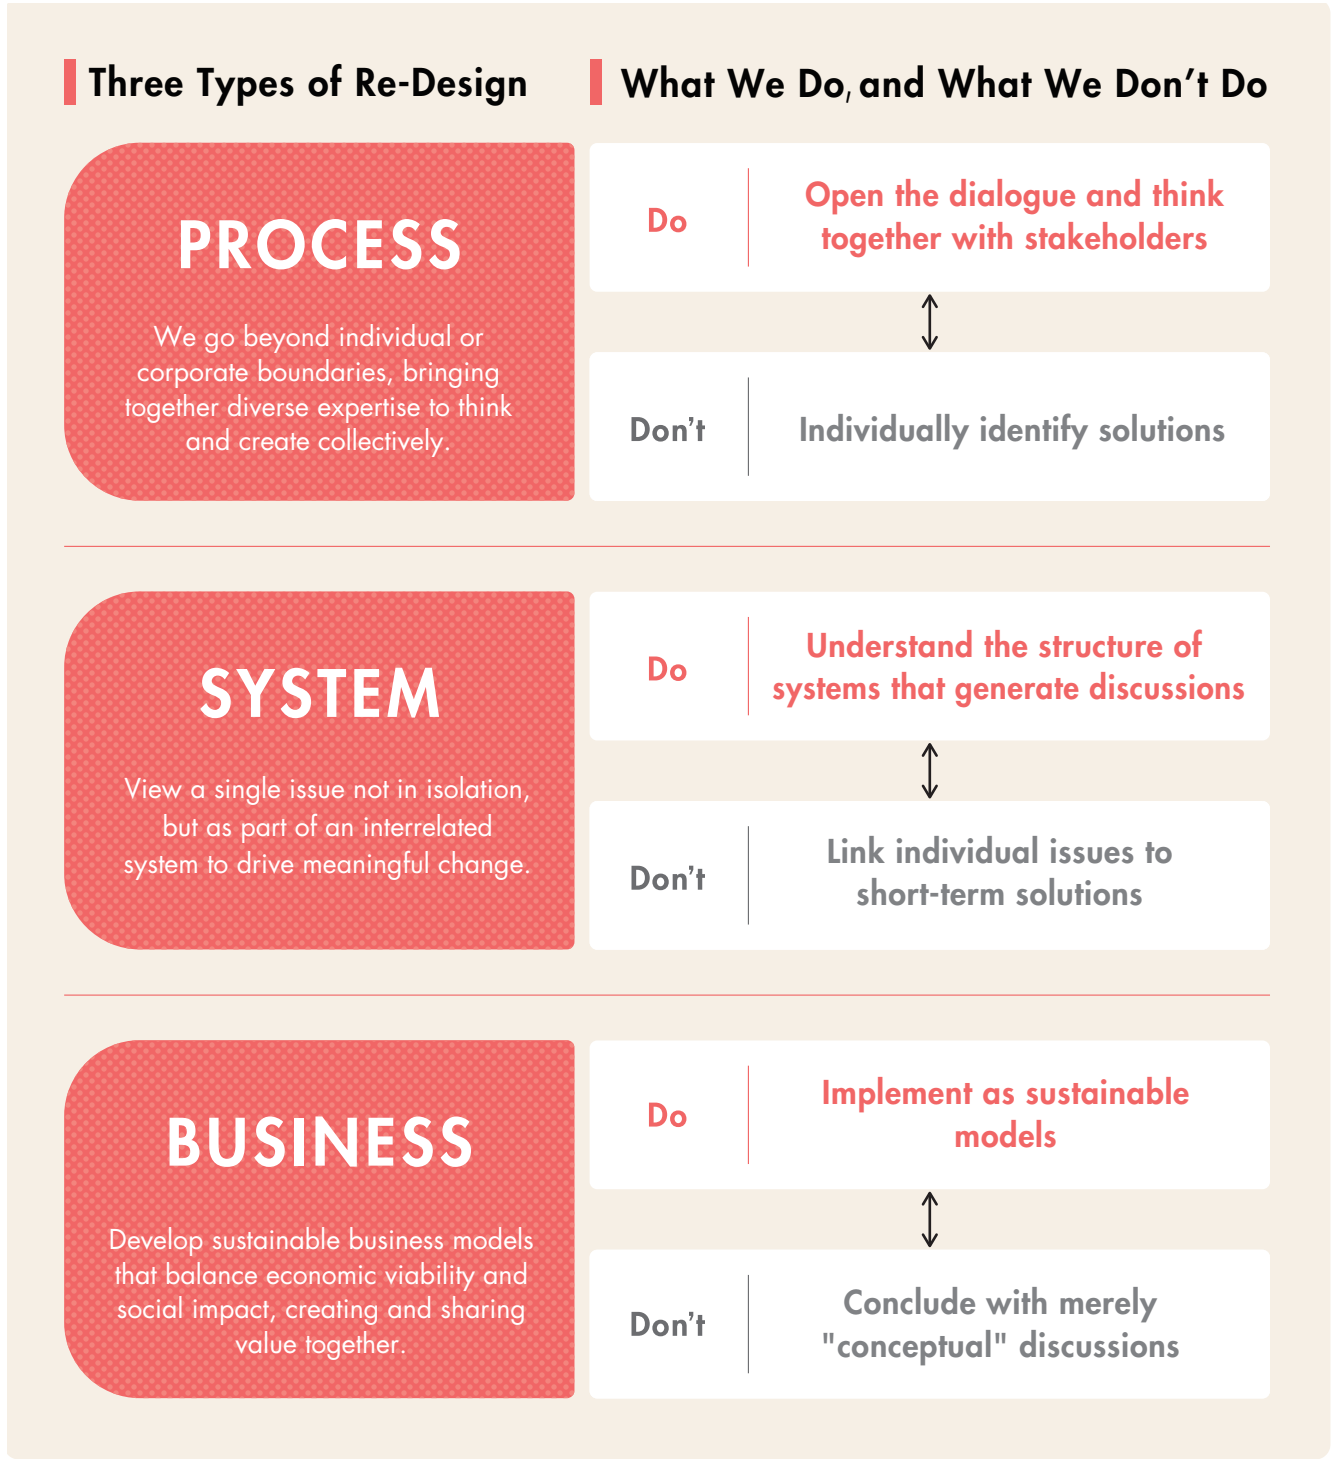 Three Types of Re-Design
What We Do, and What We Don’t Do
PROCESS
We go beyond individual or
corporate boundaries, bringing
together diverse expertise to think
and create collectively.
Do
Open the dialogue and think
together with stakeholders
Don’t
Individually identify solutions
SYSTEM
View a single issue not in isolation,
but as part of an interrelated
system to drive meaningful change.
Do
Understand the structure of
systems that generate discussions
Don’t
Link individual issues to
short-term solutions
BUSINESS
Develop sustainable business models
that balance economic viability and
social impact, creating and sharing
value together.
Do
Implement as sustainable
models
Don’t
Conclude with merely
"conceptual" discussions